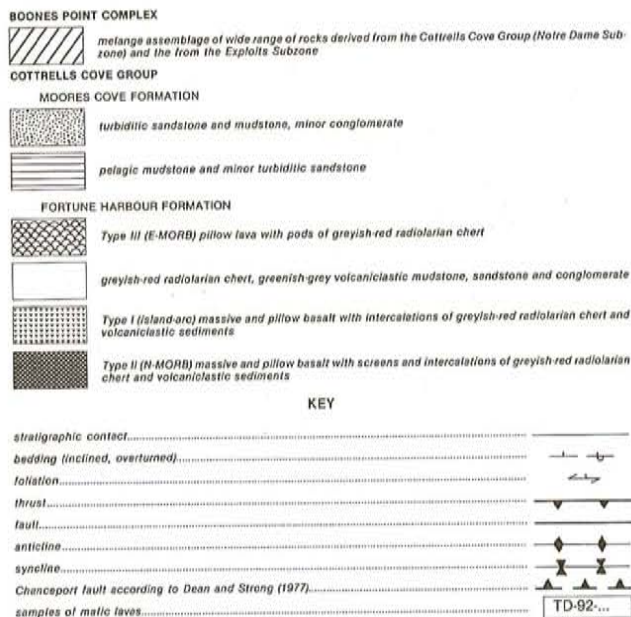 BOONES POINT COMPLEX
melange assemblage of wide range of rocks derived from the Cottrells Cove Group (Notre Dame Sub-
zone) and the from the Exploits Subzone
COTTRELLS COVE GROUP
MOORES COVE FORMATION
turbiditic sandstone and mudstone, minor conglomerate
pelagic mudstone and minor turbiditic sandstone
FORTUNE HARBOUR FORMATION
Type III (E-MORB) pillow lava with pods of greyish-red radiolarian chert
greyish-red radiolarian chert, greenish-grey volcaniclastic mudstone, sandstone and conglomerate
Type I (island-arc) massive and pillow basalt with intercalations of greyish-red radiolarian chert and
volcaniclastic sediments
Type II (N-MORB) massive and pillow basalt with screens and intercalations of greyish-red radiolarian
chert and volcaniclastic sediments
KEY
stratigraphic contact
bedding (inclined, overturned)
foliation
thrust
fault
anticline
syncline
Chanceport fault according to Dean and Strong (1977)
samples of mafic lavas TD-92-...